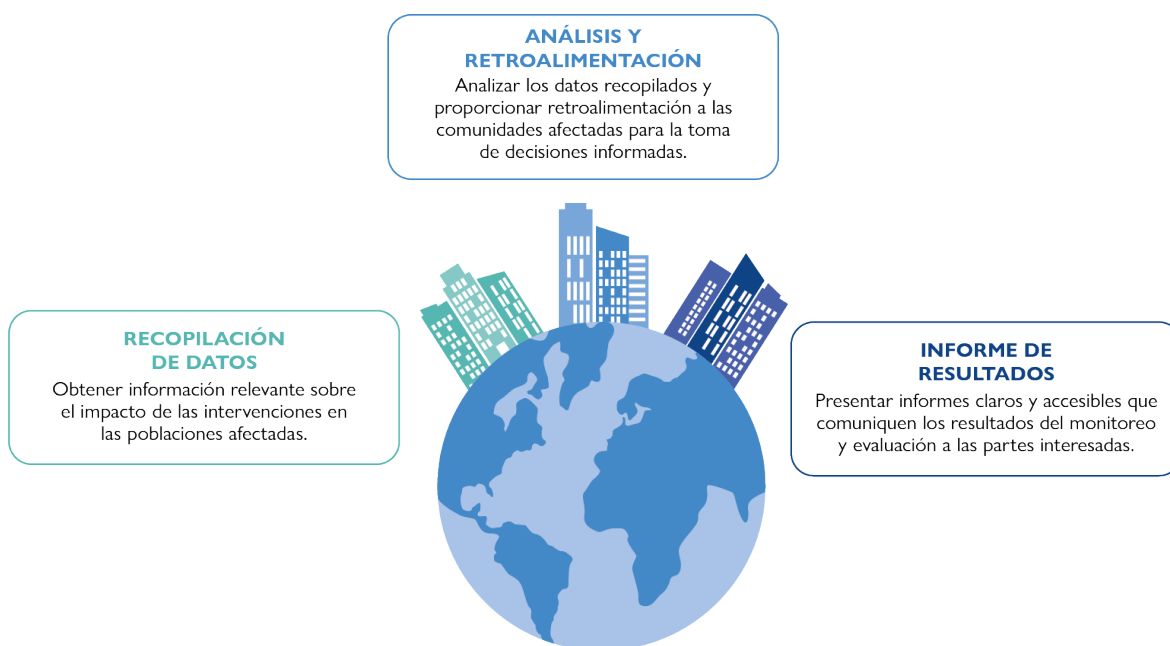 ANÁLISIS Y
RETROALIMENTACIÓN
Analizar los datos recopilados y
proporcionar retroalimentación a las
comunidades afectadas para la toma
de decisiones informadas.
RECOPILACIÓN
DE DATOS
Obtener información relevante sobre
el impacto de las intervenciones en
las poblaciones afectadas.
INFORME DE
RESULTADOS
Presentar informes claros y accesibles que
comuniquen los resultados del monitoreo
y evaluación a las partes interesadas.